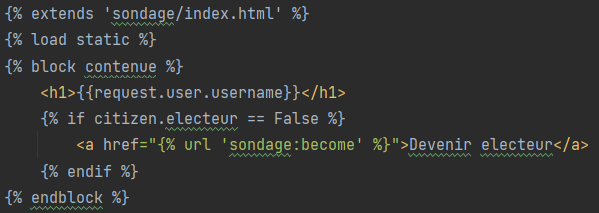 {% extends 'sondage/index.html' %}
{% load static %}
{% block contenue %}
    <h1>{{request.user.username}}</h1>
    {% if citizen.electeur == False %}
        <a href="{% url 'sondage:become' %}">Devenir electeur</a>
    {% endif %}
{% endblock %}